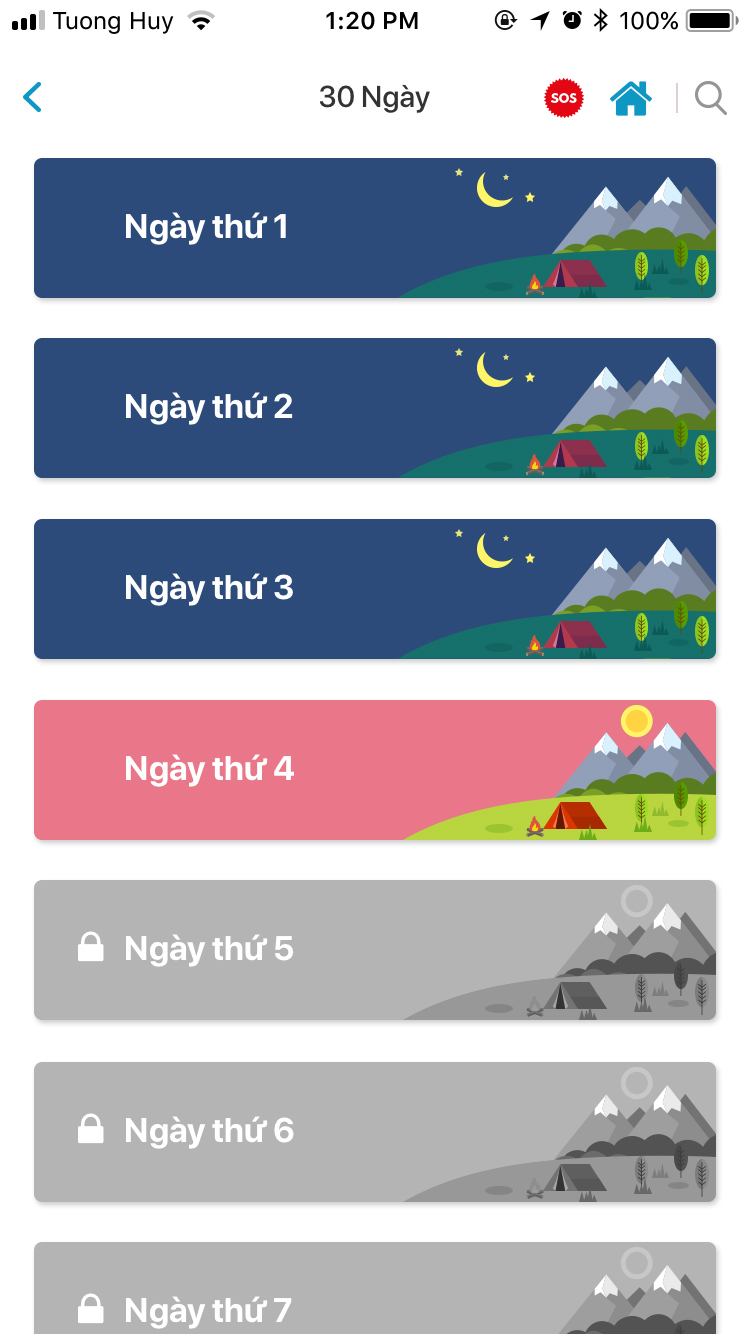 Tuong Huy 1:20 PM 100%
30 Ngày SOS
Ngày thứ 1
Ngày thứ 2
Ngày thứ 3
Ngày thứ 4
Ngày thứ 5
Ngày thứ 6
Ngày thứ 7